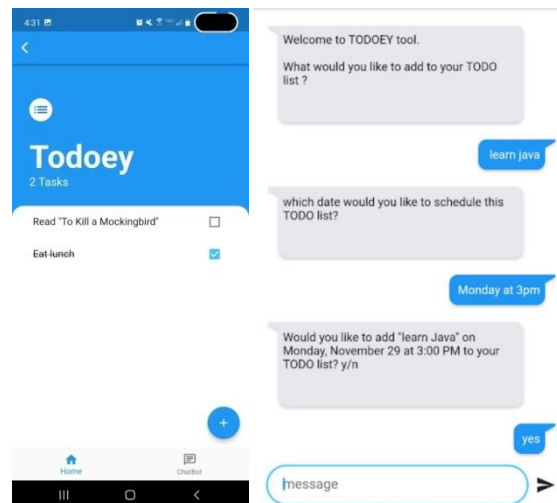 4:31
Todoey
2 Tasks
Read "To Kill a Mockingbird"
Eat lunch
+
Home
ChatBot
Welcome to TODOEY tool.
What would you like to add to your TODO
list ?
learn java
which date would you like to schedule this
TODO list?
Monday at 3pm
Would you like to add "learn Java" on
Monday, November 29 at 3:00 PM to your
TODO list? y/n
yes
message